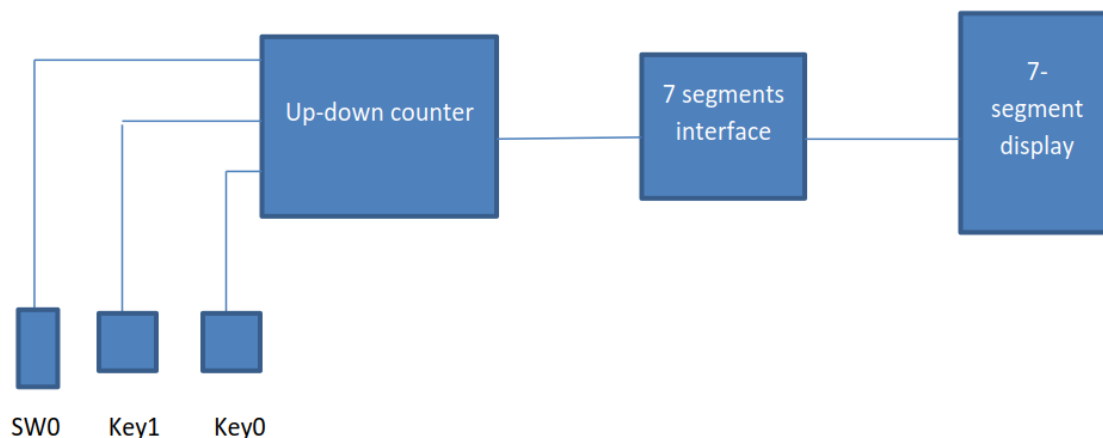 Up-down counter
7 segments
interface
7-
segment
display
SW0
Key1
Key0